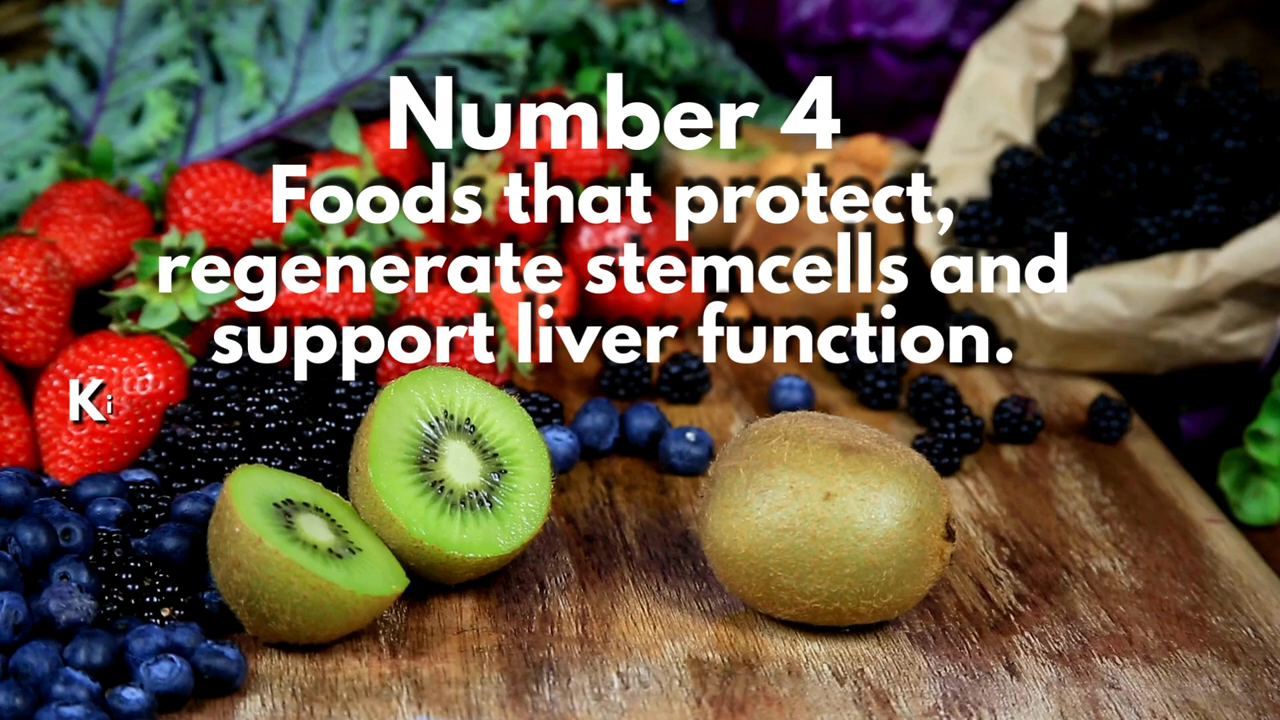 Number 4
Foods that protect,
regenerate stemcells and
support liver function.
Ki